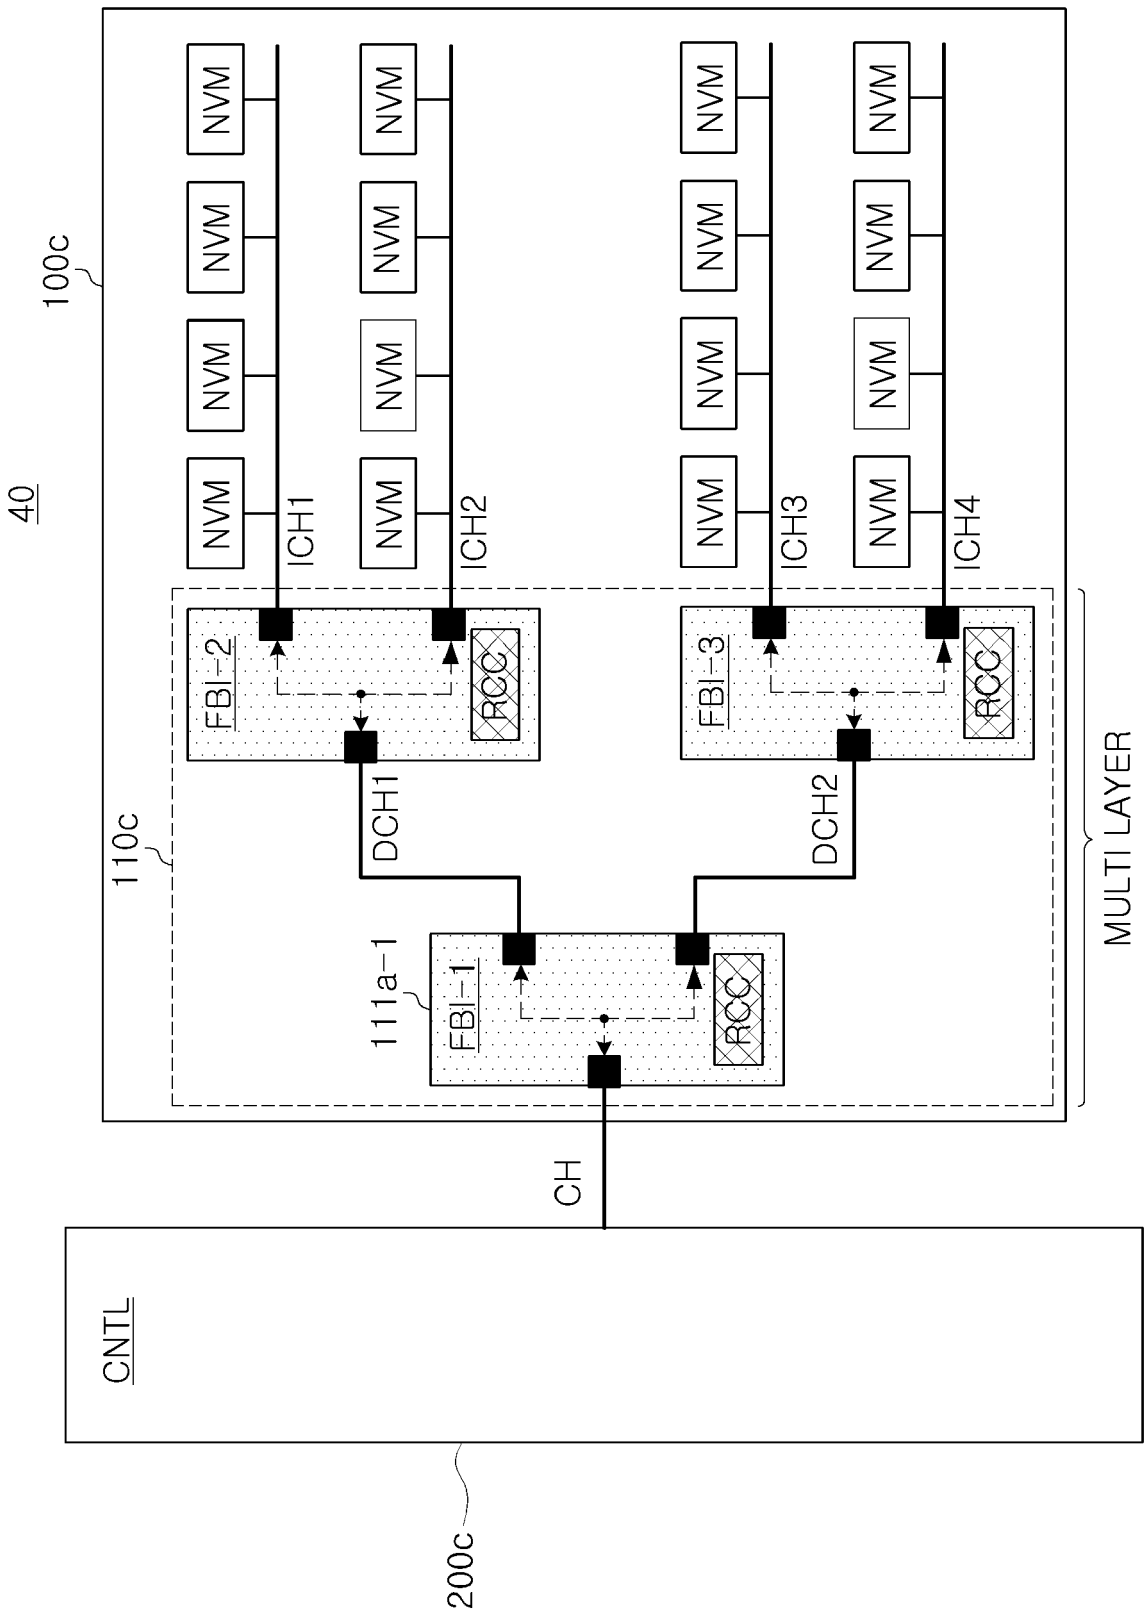 40
100c
110c
200c
CNTL
CH
111a-1
FBI-1
RCC
DCH1
DCH2
FBI-2
RCC
FBI-3
RCC
ICH1
NVM
NVM
NVM
NVM
ICH2
NVM
NVM
NVM
NVM
ICH3
NVM
NVM
NVM
NVM
ICH4
NVM
NVM
NVM
NVM
MULTI LAYER